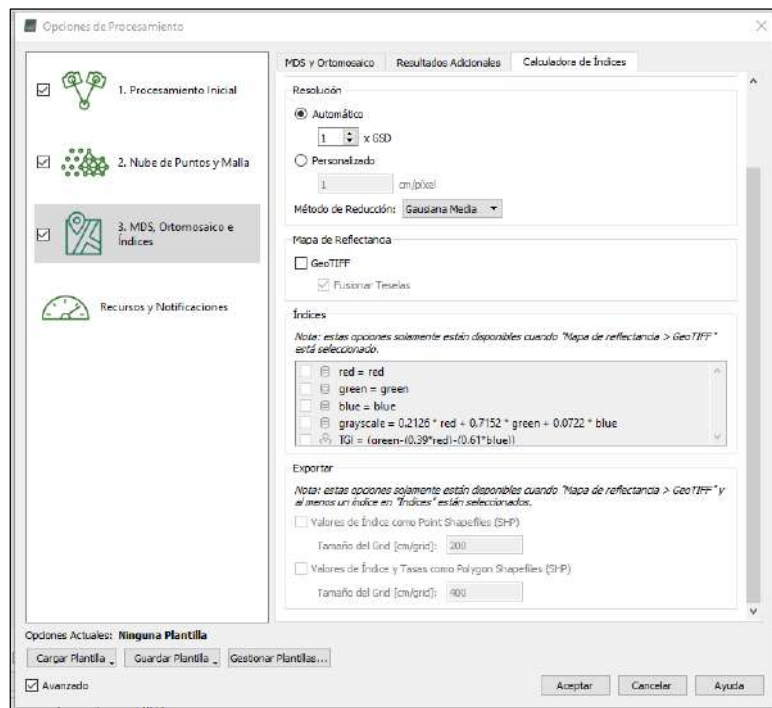 Opciones de Procesamiento
1. Procesamiento Inicial
2. Nube de Puntos y Malla
3. MDS, Ortomosaico e
Índices
Recursos y Notificaciones
MDS y Ortomosaico
Resultados Adicionales
Calculadora de Índices
Resolución
Automático
1 x GSD
Personalizado
1 cm/píxel
Método de Reducción: Gausiana Media
Mapa de Reflectancia
GeoTIFF
Fusionar Teselas
Índices
Nota: estas opciones solamente están disponibles cuando "Mapa de reflectancia > GeoTIFF"
está seleccionado.
red = red
green = green
blue = blue
grayscale = 0.2126 * red + 0.7152 * green + 0.0722 * blue
TGI = (green-(0.39*red)-(0.61*blue))
Exportar
Nota: estas opciones solamente están disponibles cuando "Mapa de reflectancia > GeoTIFF" y
al menos un índice en "Índices" están seleccionados.
Valores de Índice como Point Shapefiles (SHP)
Tamaño del Grid [cm/grid]: 200
Valores de Índice y Tasas como Polygon Shapefiles (SHP)
Tamaño del Grid [cm/grid]: 400
Opciones Actuales: Ninguna Plantilla
Cargar Plantilla
Guardar Plantilla
Gestionar Plantillas...
Avanzado
Aceptar
Cancelar
Ayuda